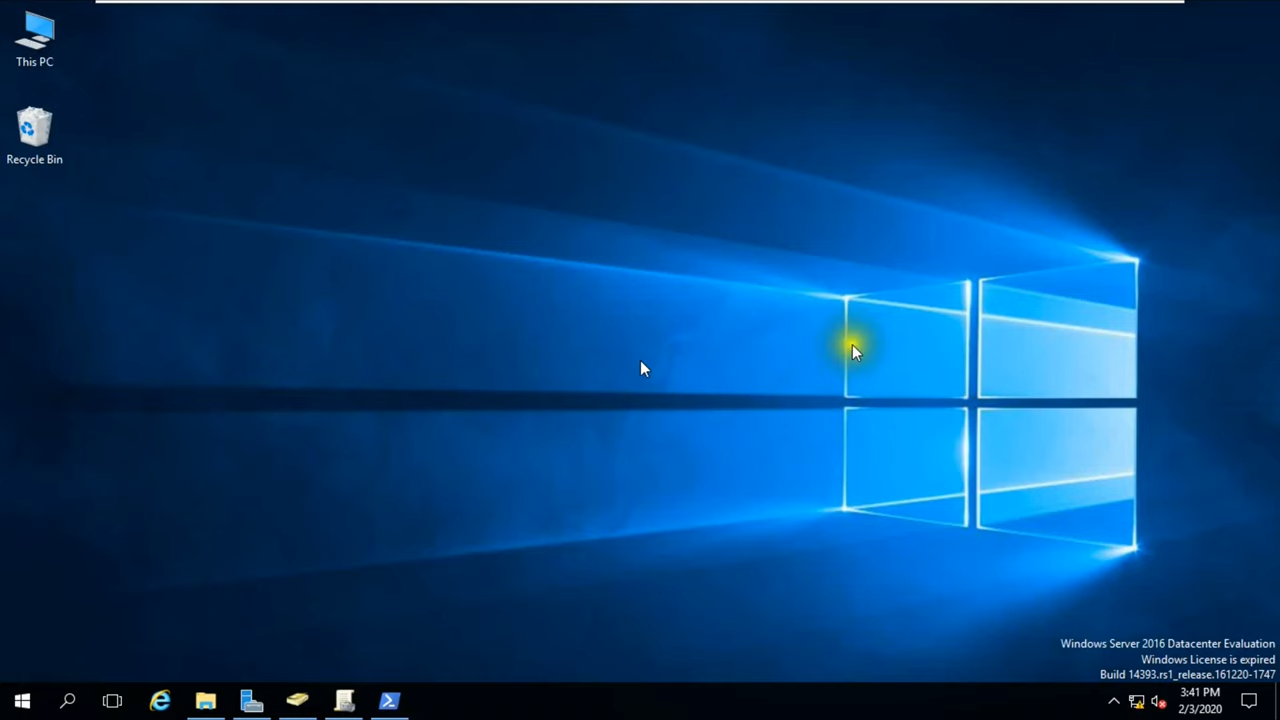 This PC
Recycle Bin
Windows Server 2016 Datacenter Evaluation
Windows License is expired
Build 14393.rs1_release.161220-1747
3:41 PM
2/3/2020